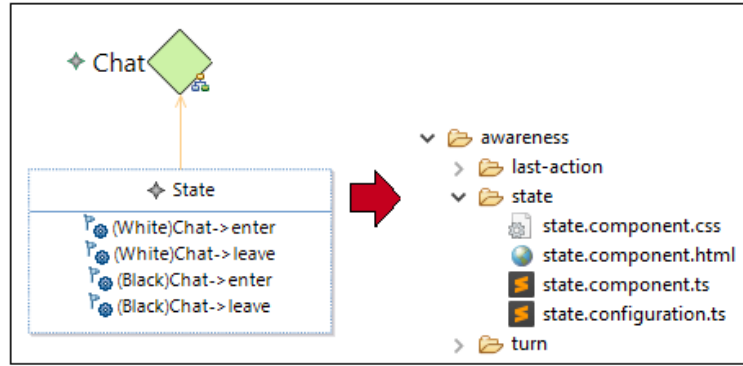 Chat
State
(White)Chat->enter
(White)Chat->leave
(Black)Chat->enter
(Black)Chat->leave
awareness
last-action
state
state.component.css
state.component.html
state.component.ts
state.configuration.ts
turn